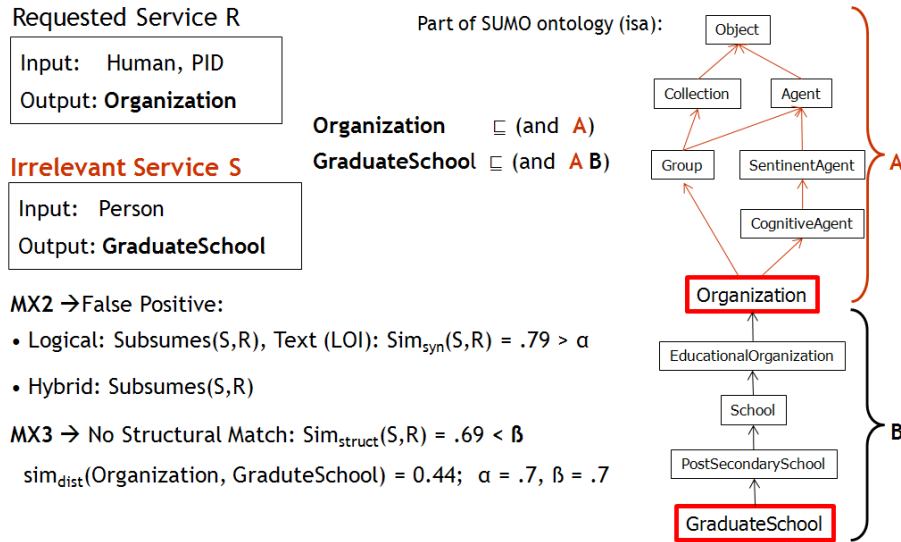 Requested Service R
Input: Human, PID
Output: Organization
Irrelevant Service S
Input: Person
Output: GraduateSchool
Organization ⊑ (and A)
GraduateSchool ⊑ (and A B)
MX2 →False Positive:
• Logical: Subsumes(S,R), Text (LOI): Simsyn(S,R) = .79 > α
• Hybrid: Subsumes(S,R)
MX3 → No Structural Match: Simstruct(S,R) = .69 < ß
simdist(Organization, GraduteSchool) = 0.44; α = .7, ß = .7
Part of SUMO ontology (isa):
Object
Collection
Agent
Group
SentinentAgent
CognitiveAgent
A
Organization
EducationalOrganization
School
PostSecondarySchool
GraduateSchool
B